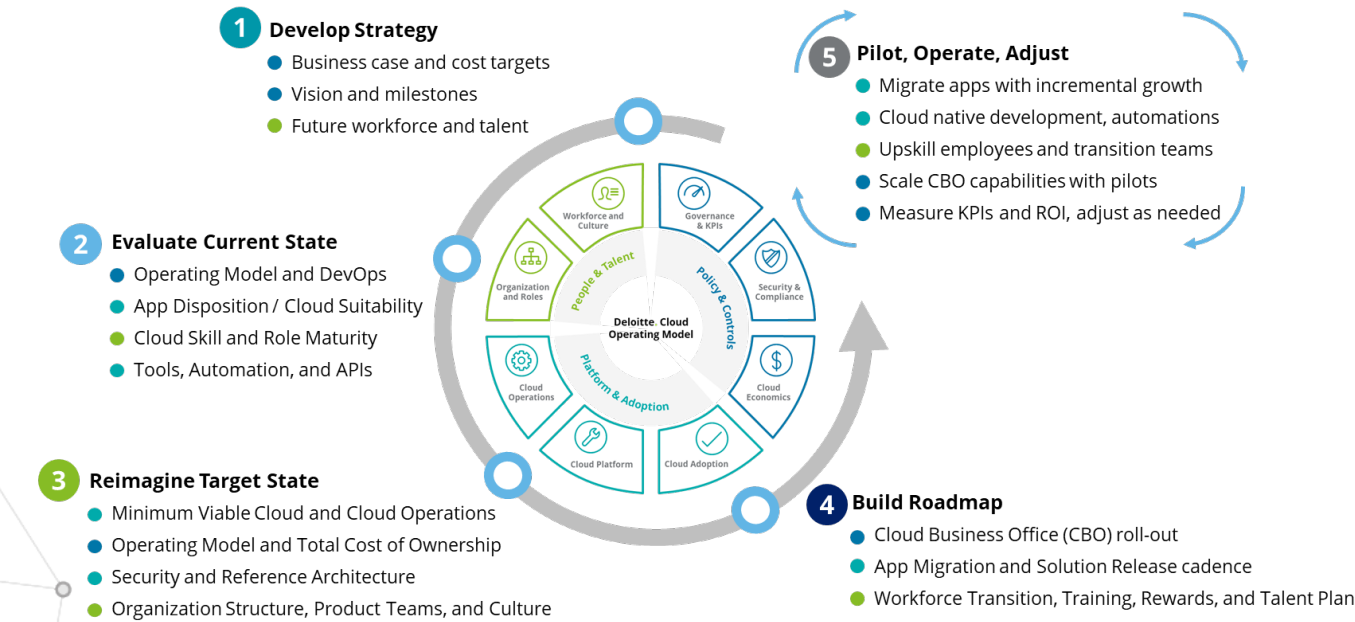 1 Develop Strategy
Business case and cost targets
Vision and milestones
Future workforce and talent
2 Evaluate Current State
Operating Model and DevOps
App Disposition / Cloud Suitability
Cloud Skill and Role Maturity
Tools, Automation, and APIs
3 Reimagine Target State
Minimum Viable Cloud and Cloud Operations
Operating Model and Total Cost of Ownership
Security and Reference Architecture
Organization Structure, Product Teams, and Culture
Workforce and
Culture
Governance
& KPIs
Organization
and Roles
Security &
Compliance
People & Talent
Policy & Controls
Deloitte. Cloud
Operating Model
Platform & Adoption
Cloud
Operations
Cloud
Economics
Cloud Platform
Cloud Adoption
4 Build Roadmap
Cloud Business Office (CBO) roll-out
App Migration and Solution Release cadence
Workforce Transition, Training, Rewards, and Talent Plan
5 Pilot, Operate, Adjust
Migrate apps with incremental growth
Cloud native development, automations
Upskill employees and transition teams
Scale CBO capabilities with pilots
Measure KPIs and ROI, adjust as needed